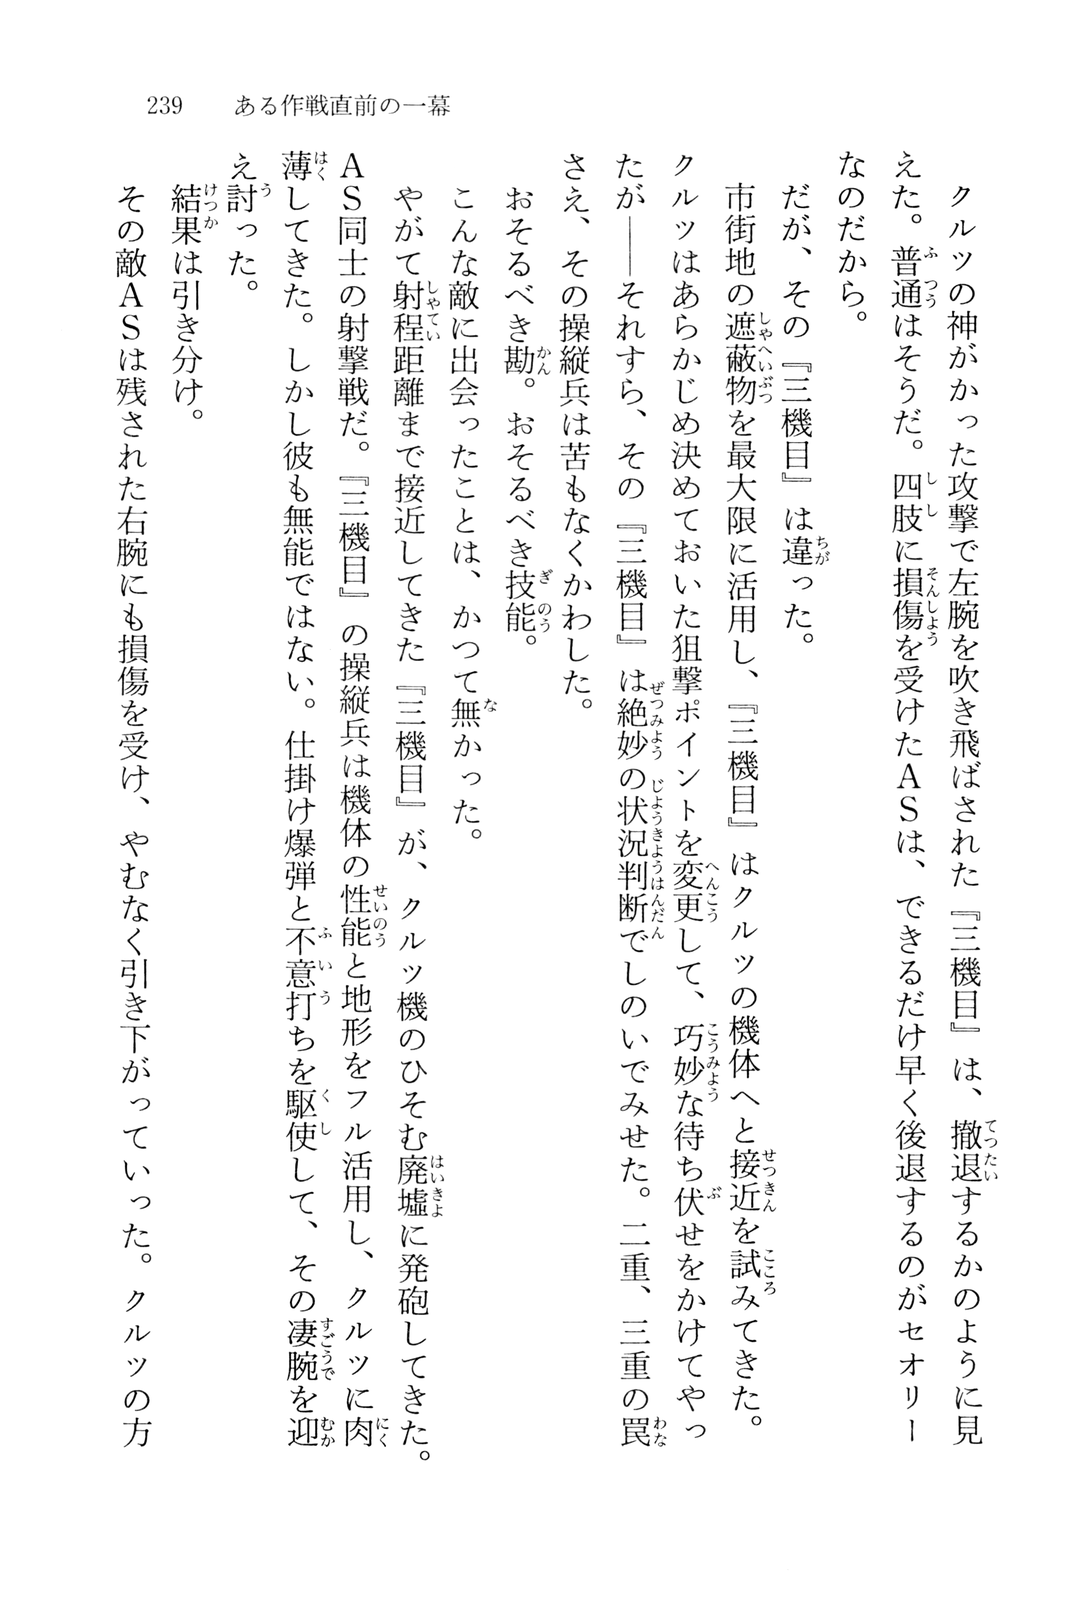 239　ある作戦直前の一幕
　クルツの神がかった攻撃で左腕を吹き飛ばされた『三機目』は、撤退するかのように見
えた。普通はそうだ。四肢に損傷を受けたASは、できるだけ早く後退するのがセオリー
なのだから。
　だが、その『三機目』は違った。
　市街地の遮蔽物を最大限に活用し、『三機目』はクルツの機体へと接近を試みてきた。
クルツはあらかじめ決めておいた狙撃ポイントを変更して、巧妙な待ち伏せをかけてやっ
たが――それすら、その『三機目』は絶妙の状況判断でしのいでみせた。二重、三重の罠
さえ、その操縦兵は苦もなくかわした。
　おそるべき勘。おそるべき技能。
　こんな敵に出会ったことは、かつて無かった。
　やがて射程距離まで接近してきた『三機目』が、クルツ機のひそむ廃墟に発砲してきた。
AS同士の射撃戦だ。『三機目』の操縦兵は機体の性能と地形をフル活用し、クルツに肉
薄してきた。しかし彼も無能ではない。仕掛け爆弾と不意打ちを駆使して、その凄腕を迎
え討った。
　結果は引き分け。
　その敵ASは残された右腕にも損傷を受け、やむなく引き下がっていった。クルツの方